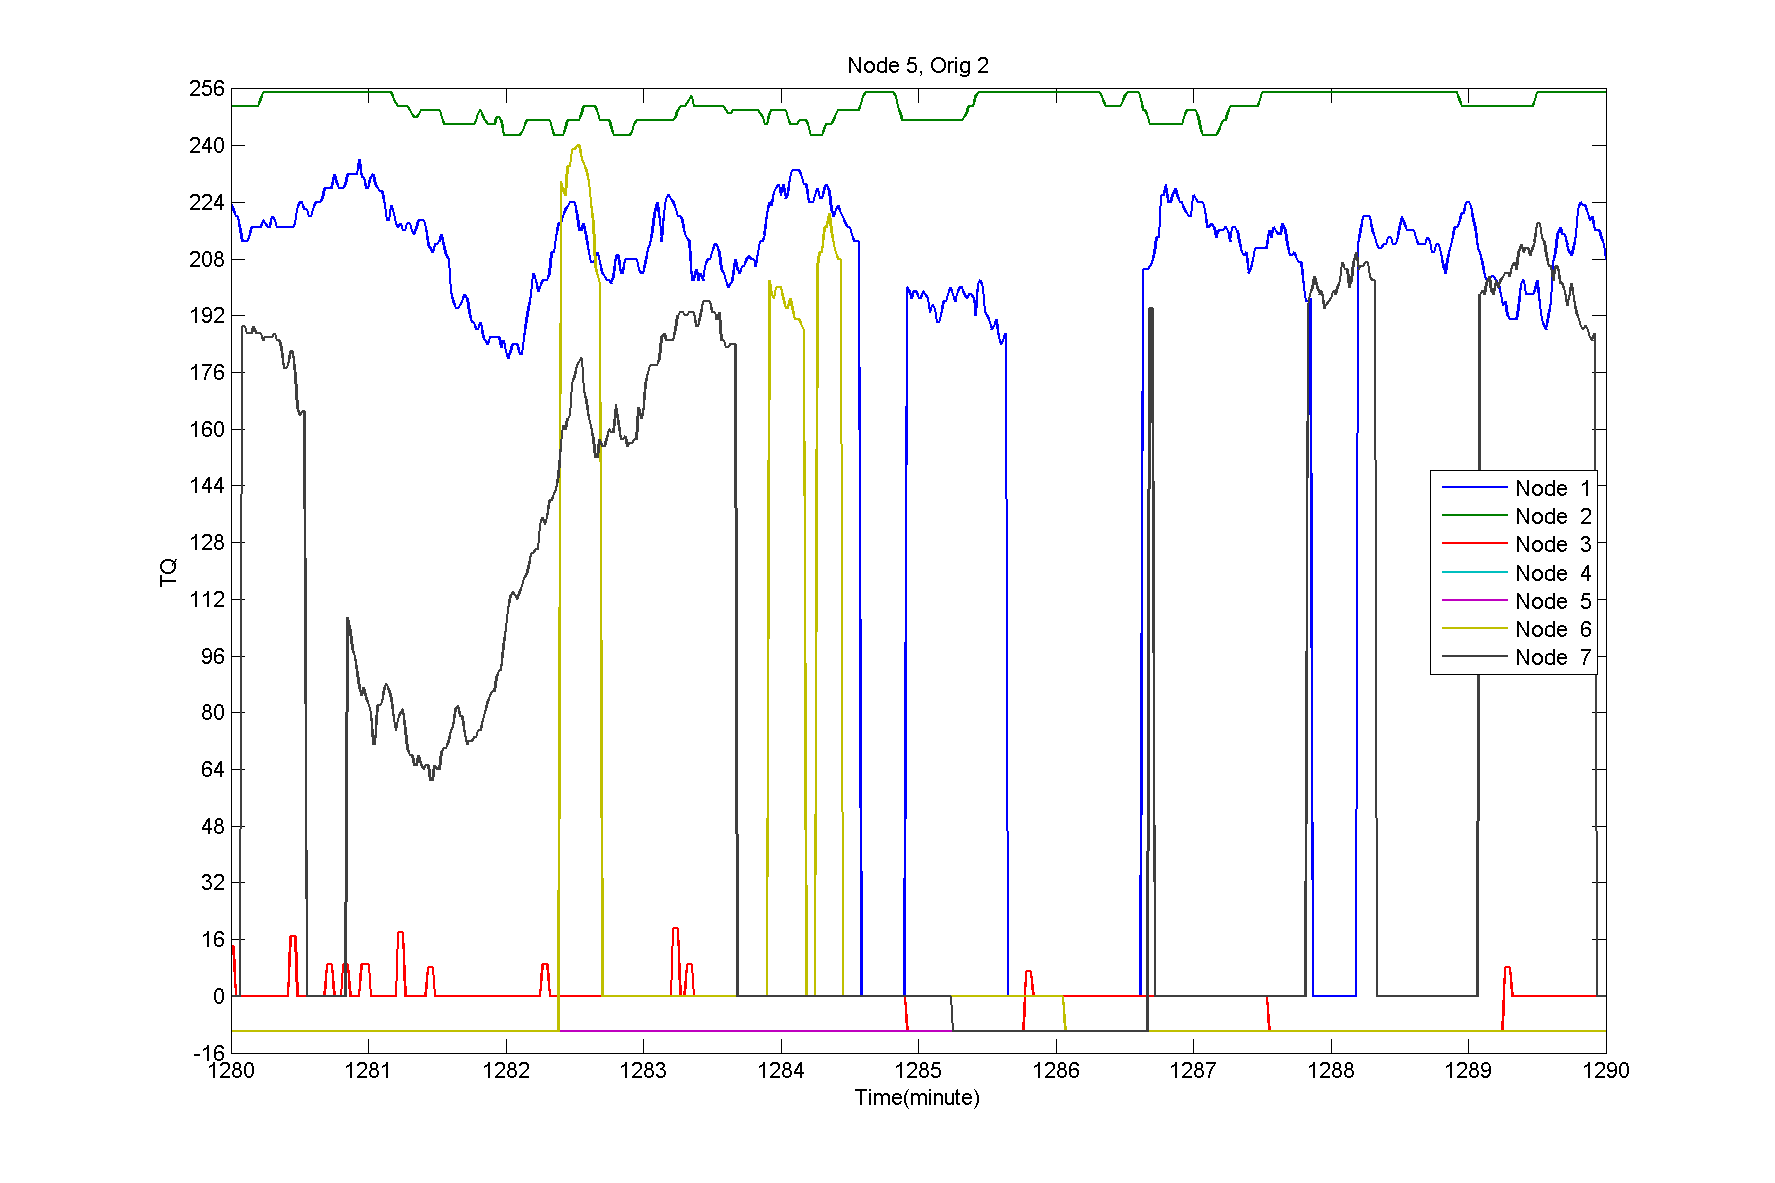 Node 5, Orig 2
256
240
224
208
192
176
160
144
128
112
96
80
64
48
32
16
0
-16
TQ
Node 1
Node 2
Node 3
Node 4
Node 5
Node 6
Node 7
1280 1281 1282 1283 1284 1285 1286 1287 1288 1289 1290
Time(minute)